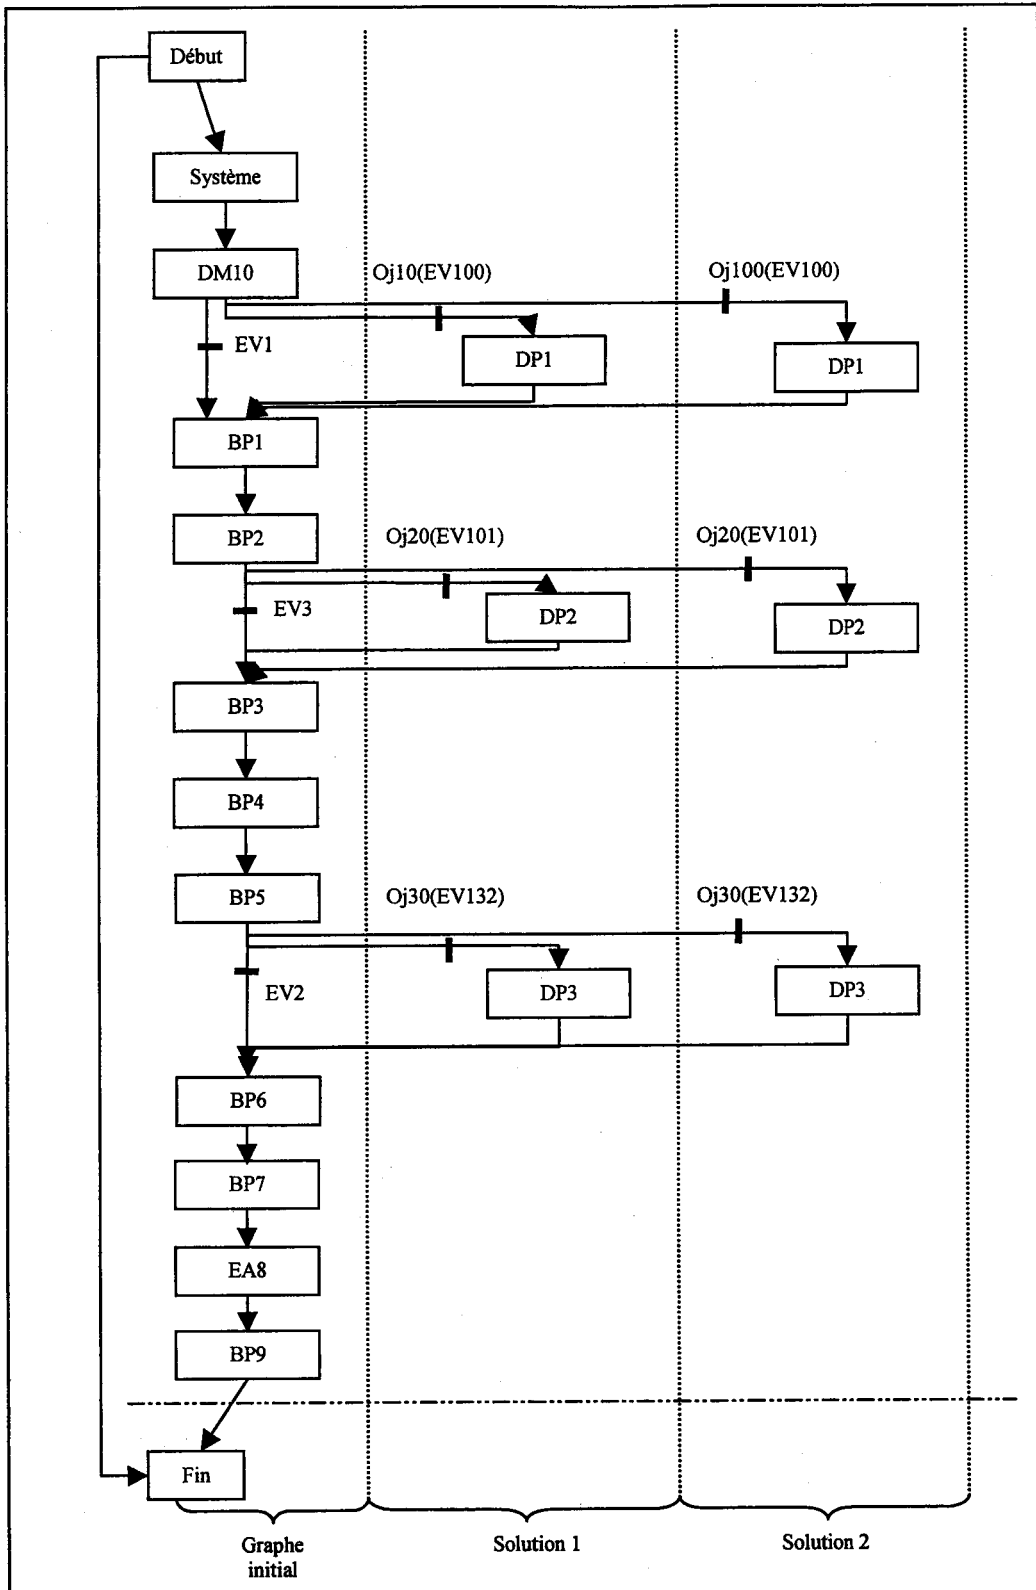 Début
Système
DM10
Oj10(EV100)
Oj100(EV100)
EV1
DP1
DP1
BP1
BP2
Oj20(EV101)
Oj20(EV101)
EV3
DP2
DP2
BP3
BP4
BP5
Oj30(EV132)
Oj30(EV132)
EV2
DP3
DP3
BP6
BP7
EA8
BP9
Fin
Graphe
initial
Solution 1
Solution 2